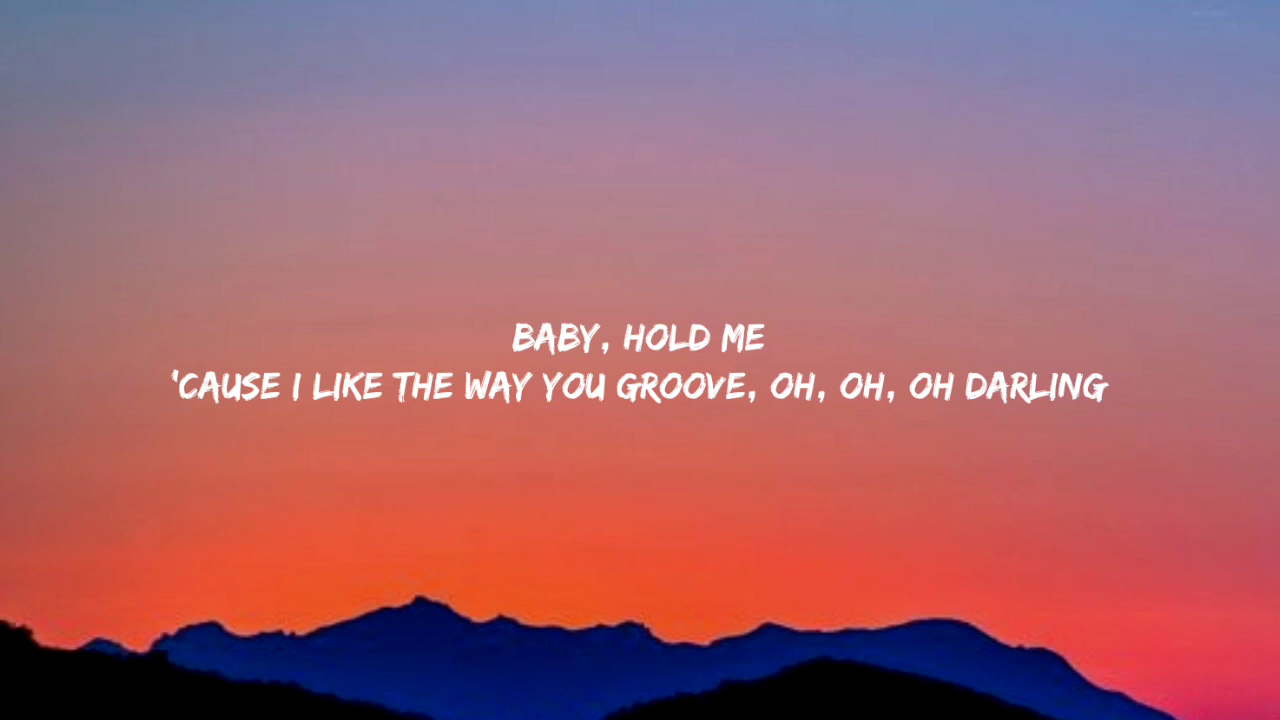 BABY, HOLD ME
'CAUSE I LIKE THE WAY YOU GROOVE, OH, OH, OH DARLING